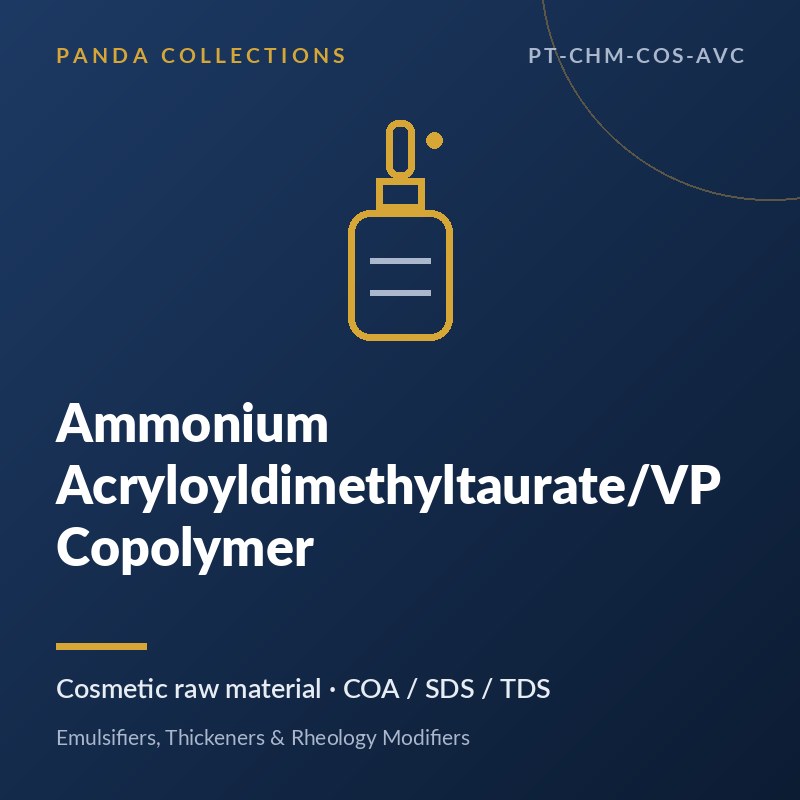 PANDA COLLECTIONS
PT-CHM-COS-AVC
Ammonium
Acryloyldimethyltaurate/VP
Copolymer
Cosmetic raw material · COA / SDS / TDS
Emulsifiers, Thickeners & Rheology Modifiers